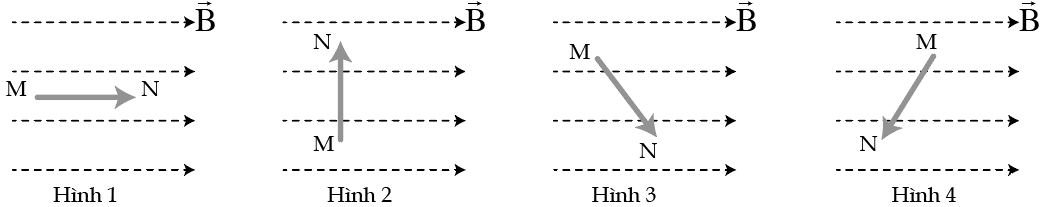 B⃗ B⃗ B⃗ B⃗
N M M
M N
M N N
Hình 1 Hình 2 Hình 3 Hình 4